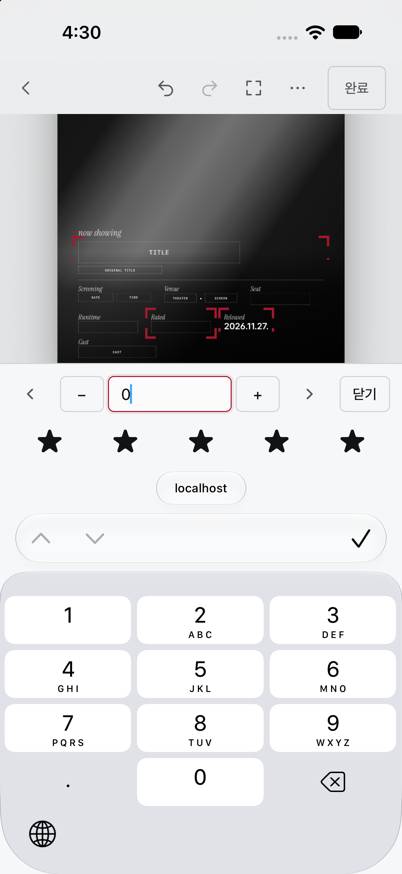 4:30
완료
now showing
TITLE
ORIGINAL TITLE
Screening
Venue
Seat
DATE
TIME
THEATER
SCREEN
Runtime
Rated
Released
2026.11.27.
Cast
CAST
−
0
+
닫기
localhost
1
2
ABC
3
DEF
4
GHI
5
JKL
6
MNO
7
PQRS
8
TUV
9
WXYZ
.
0